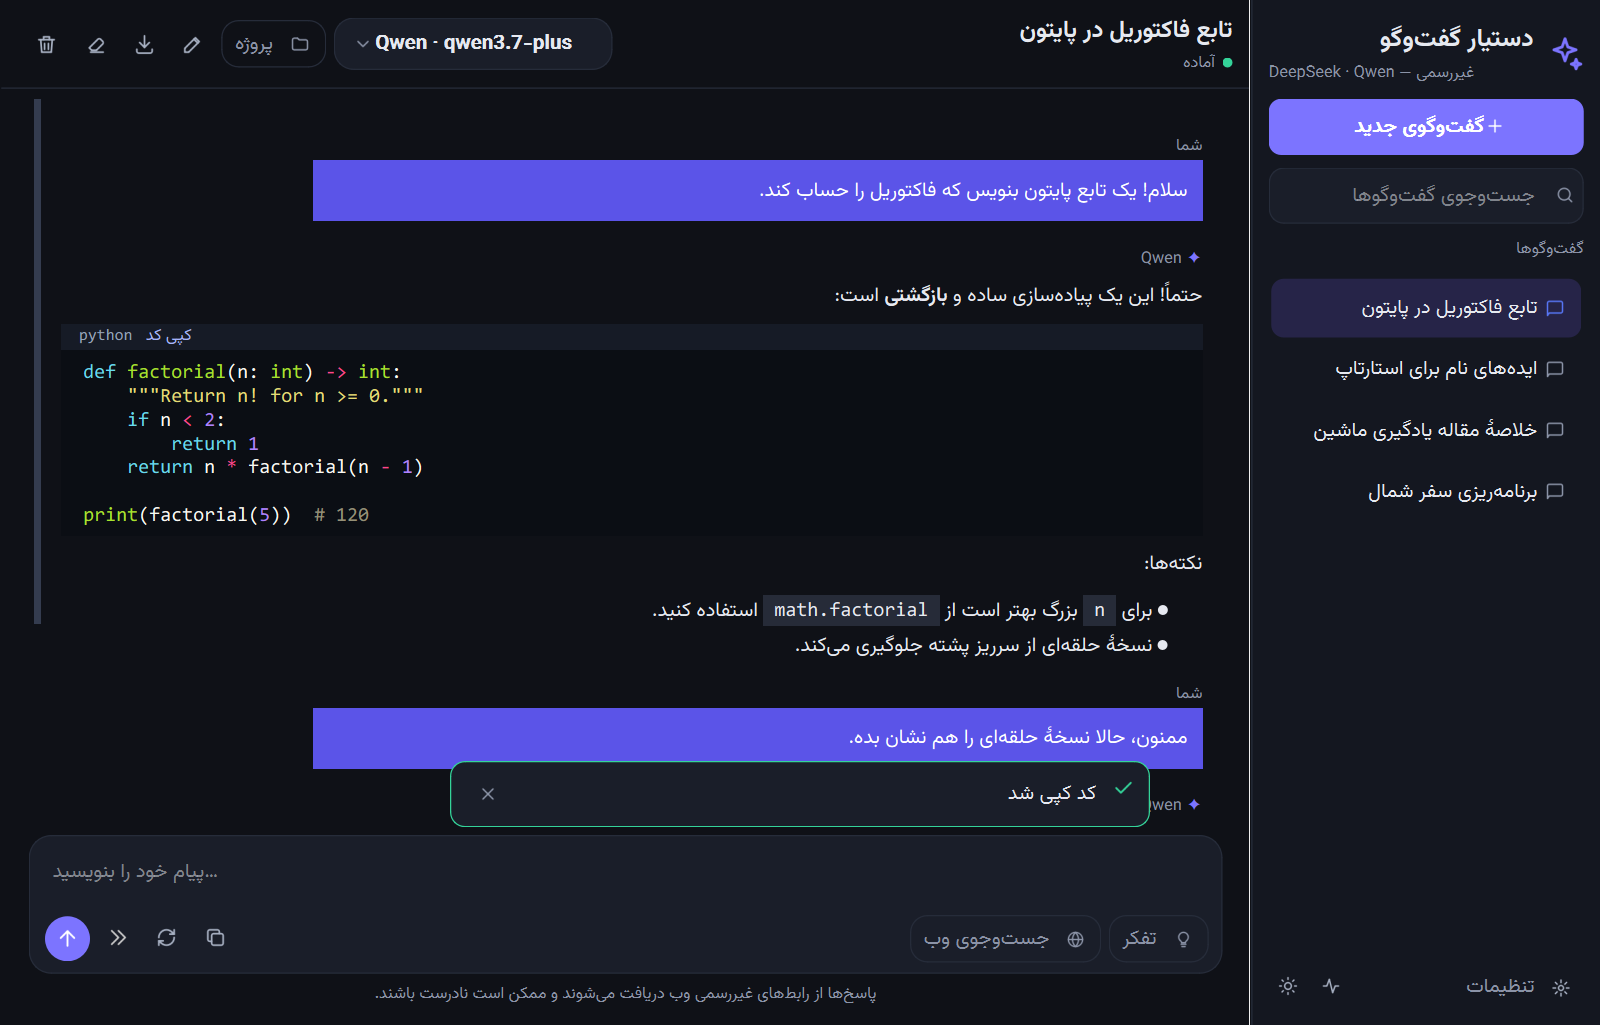 دستیار گفت‌وگو
DeepSeek · Qwen — غیررسمی
گفت‌وگوی جدید +
جست‌وجوی گفت‌وگوها
گفت‌وگوها
تابع فاکتوریل در پایتون
ایده‌های نام برای استارتاپ
خلاصهٔ مقاله یادگیری ماشین
برنامه‌ریزی سفر شمال
تنظیمات
تابع فاکتوریل در پایتون
آماده
Qwen · qwen3.7-plus
پروژه
شما
سلام! یک تابع پایتون بنویس که فاکتوریل را حساب کند.
Qwen
حتماً! این یک پیاده‌سازی ساده و بازگشتی است:
python کپی کد
def factorial(n: int) -> int:
    """Return n! for n >= 0."""
    if n < 2:
        return 1
    return n * factorial(n - 1)
print(factorial(5))  # 120
نکته‌ها:
● برای n بزرگ بهتر است از math.factorial استفاده کنید.
● نسخهٔ حلقه‌ای از سرریز پشته جلوگیری می‌کند.
شما
ممنون، حالا نسخهٔ حلقه‌ای را هم نشان بده.
کد کپی شد
پیام خود را بنویسید...
تفکر
جست‌وجوی وب
پاسخ‌ها از رابط‌های غیررسمی وب دریافت می‌شوند و ممکن است نادرست باشند.